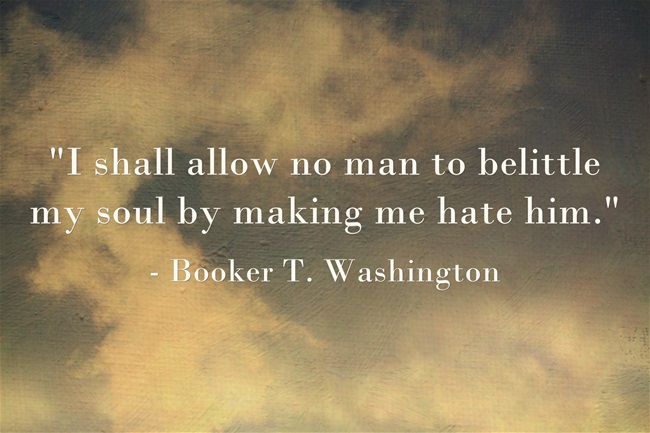 "I shall allow no man to belittle
my soul by making me hate him."
- Booker T. Washington